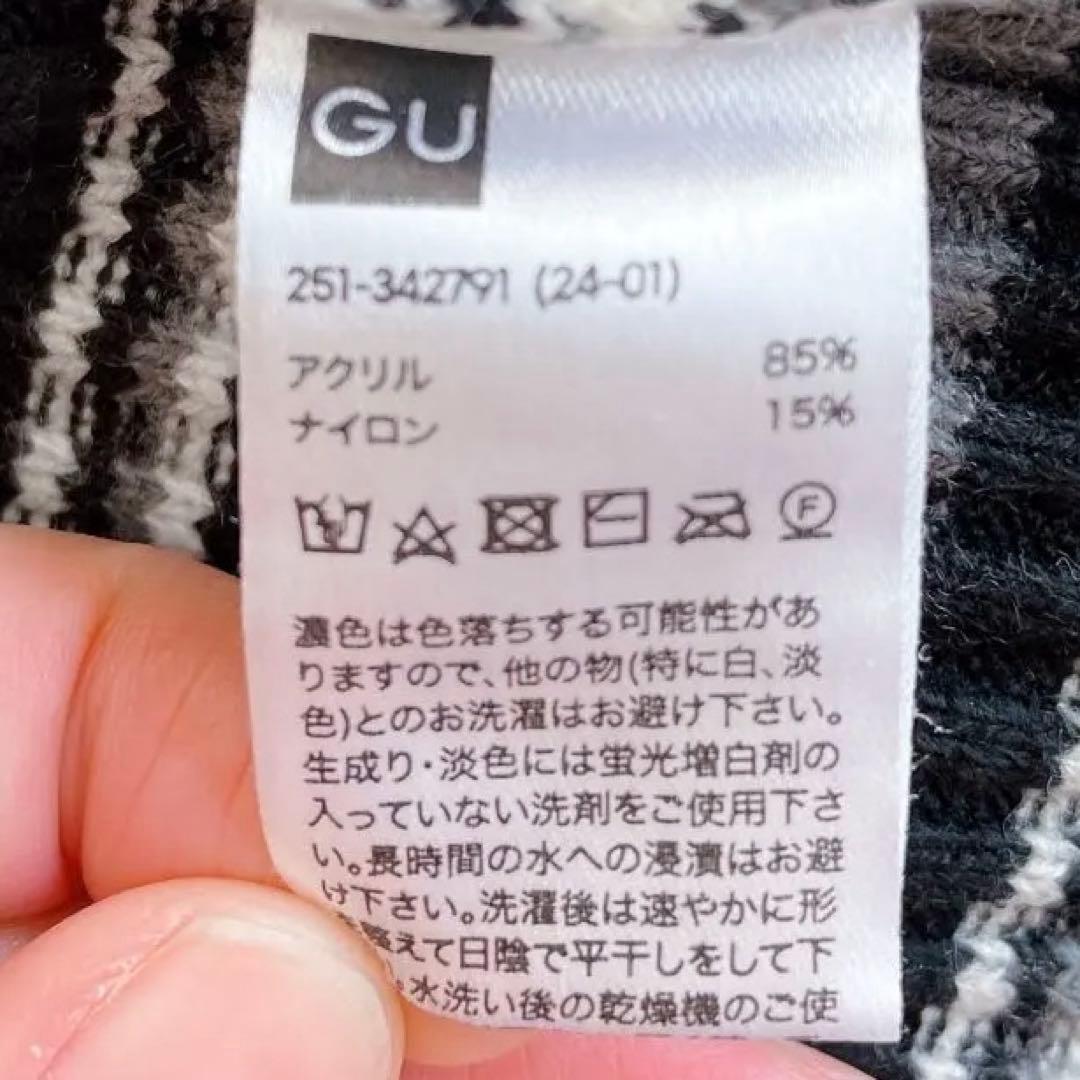 GU
251-342791 (24-01)
アクリル 85%
ナイロン 15%
F
濃色は色落ちする可能性があ
りますので、他の物(特に白、淡
色)とのお洗濯はお避け下さい。
生成り・淡色には蛍光増白剤の
入っていない洗剤をご使用下さ
い。長時間の水への浸漬はお避
け下さい。洗濯後は速やかに形
整えて日陰で平干しをして下
。水洗い後の乾燥機のご使